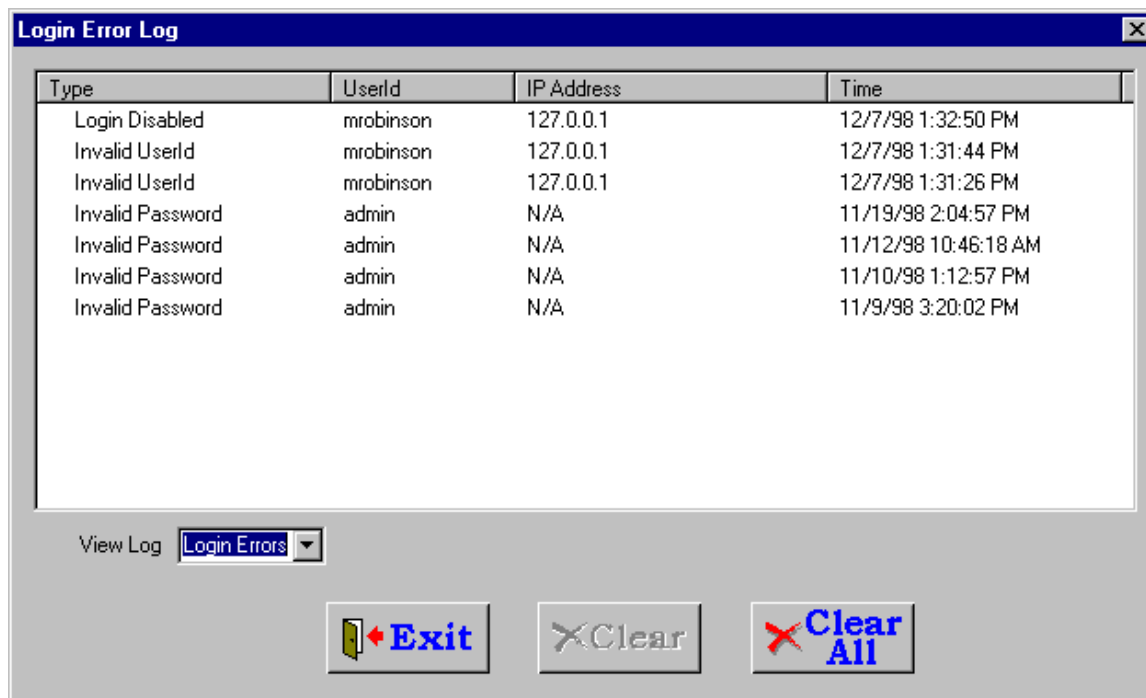 Login Error Log
Type UserId IP Address Time
Login Disabled mrobinson 127.0.0.1 12/7/98 1:32:50 PM
Invalid UserId mrobinson 127.0.0.1 12/7/98 1:31:44 PM
Invalid UserId mrobinson 127.0.0.1 12/7/98 1:31:26 PM
Invalid Password admin N/A 11/19/98 2:04:57 PM
Invalid Password admin N/A 11/12/98 10:46:18 AM
Invalid Password admin N/A 11/10/98 1:12:57 PM
Invalid Password admin N/A 11/9/98 3:20:02 PM
View Log Login Errors
Exit
Clear
Clear
All